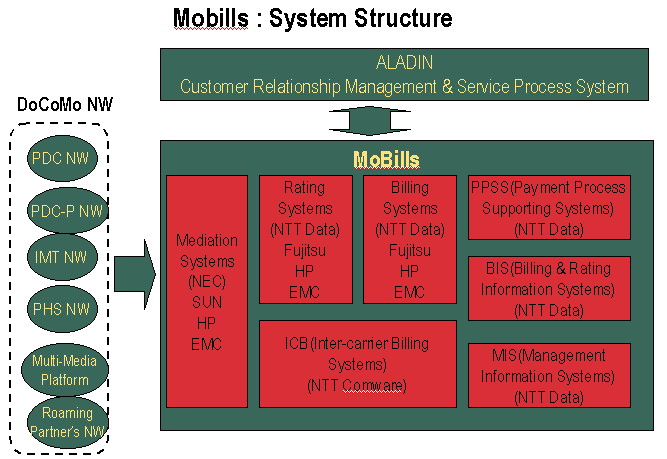 Mobills : System Structure
ALADIN
Customer Relationship Management & Service Process System
DoCoMo NW
PDC NW
PDC-P NW
IMT NW
PHS NW
Multi-Media
Platform
Roaming
Partner's NW
MoBills
Mediation
Systems
(NEC)
SUN
HP
EMC
Rating
Systems
(NTT Data)
Fujitsu
HP
EMC
Billing
Systems
(NTT Data)
Fujitsu
HP
EMC
ICB(Inter-carrier Billing
Systems)
(NTT Comware)
PPSS(Payment Process
Supporting Systems)
(NTT Data)
BIS(Billing & Rating
Information Systems)
(NTT Data)
MIS(Management
Information Systems)
(NTT Data)